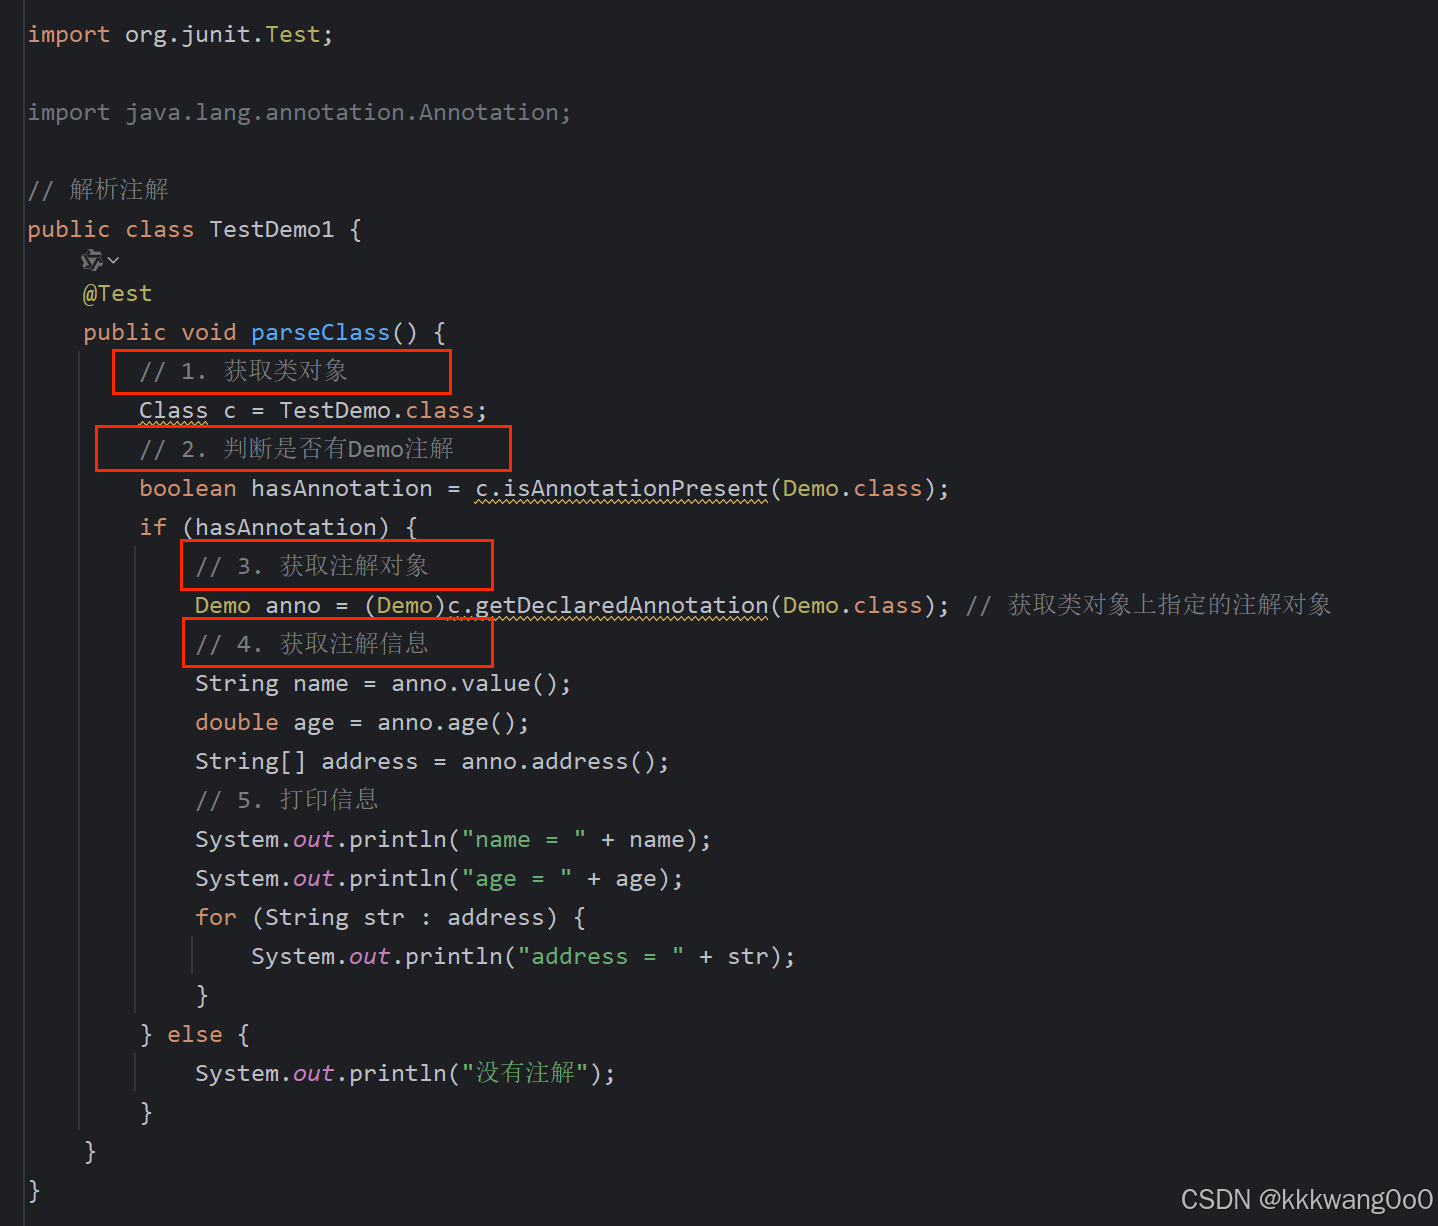 import org.junit.Test;
import java.lang.annotation.Annotation;
// 解析注解
public class TestDemo1 {
@Test
public void parseClass() {
// 1. 获取类对象
Class c = TestDemo.class;
// 2. 判断是否有Demo注解
boolean hasAnnotation = c.isAnnotationPresent(Demo.class);
if (hasAnnotation) {
// 3. 获取注解对象
Demo anno = (Demo)c.getDeclaredAnnotation(Demo.class); // 获取类对象上指定的注解对象
// 4. 获取注解信息
String name = anno.value();
double age = anno.age();
String[] address = anno.address();
// 5. 打印信息
System.out.println("name = " + name);
System.out.println("age = " + age);
for (String str : address) {
System.out.println("address = " + str);
}
} else {
System.out.println("没有注解");
}
}
}
CSDN @kkkwang0o0